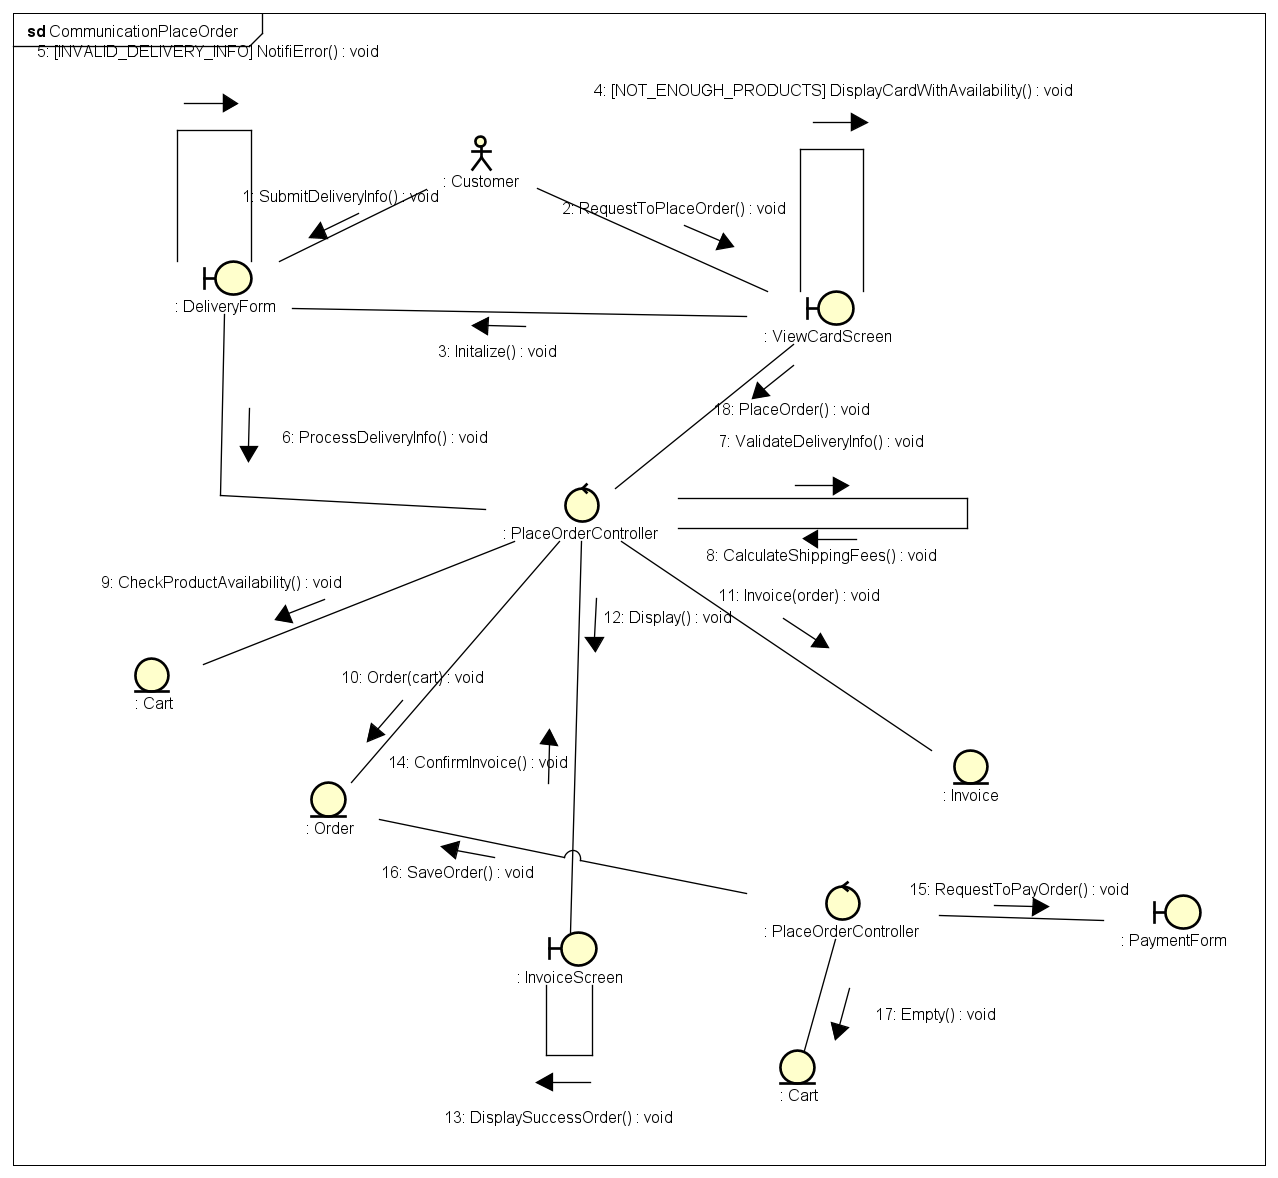 sd CommunicationPlaceOrder
5: [INVALID_DELIVERY_INFO] NotifiError() : void
4: [NOT_ENOUGH_PRODUCTS] DisplayCardWithAvailability() : void
: Customer
1: SubmitDeliveryInfo() : void
2: RequestToPlaceOrder() : void
: DeliveryForm
: ViewCardScreen
3: Initalize() : void
18: PlaceOrder() : void
6: ProcessDeliveryInfo() : void
7: ValidateDeliveryInfo() : void
: PlaceOrderController
8: CalculateShippingFees() : void
9: CheckProductAvailability() : void
11: Invoice(order) : void
12: Display() : void
10: Order(cart) : void
: Cart
14: ConfirmInvoice() : void
: Invoice
: Order
16: SaveOrder() : void
15: RequestToPayOrder() : void
: PlaceOrderController
: PaymentForm
: InvoiceScreen
17: Empty() : void
: Cart
13: DisplaySuccessOrder() : void